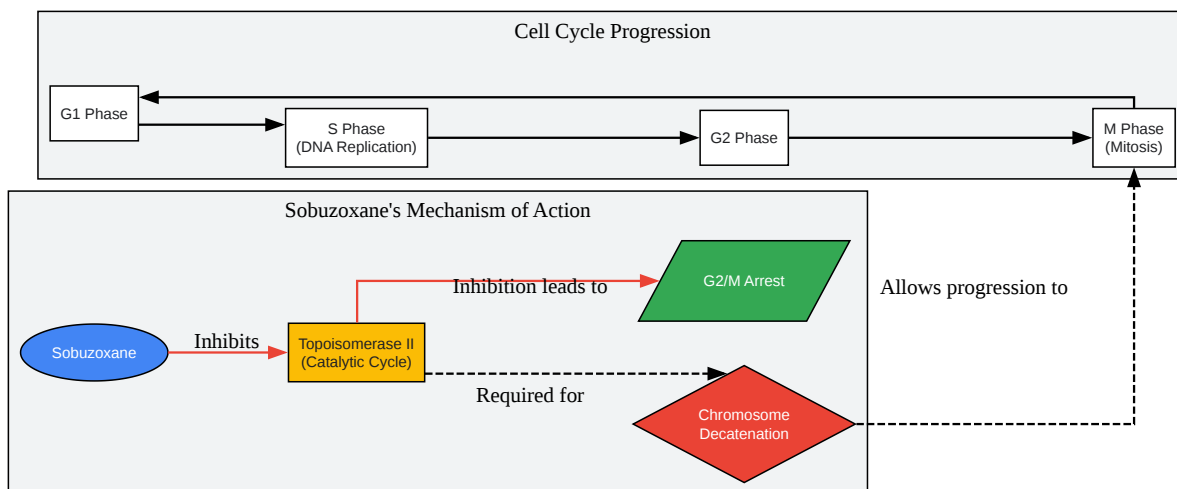 Cell Cycle Progression
G1 Phase
S Phase
(DNA Replication)
G2 Phase
M Phase
(Mitosis)
Sobuzoxane's Mechanism of Action
Inhibition leads to
G2/M Arrest
Allows progression to
Sobuzoxane
Inhibits
Topoisomerase II
(Catalytic Cycle)
Required for
Chromosome
Decatenation